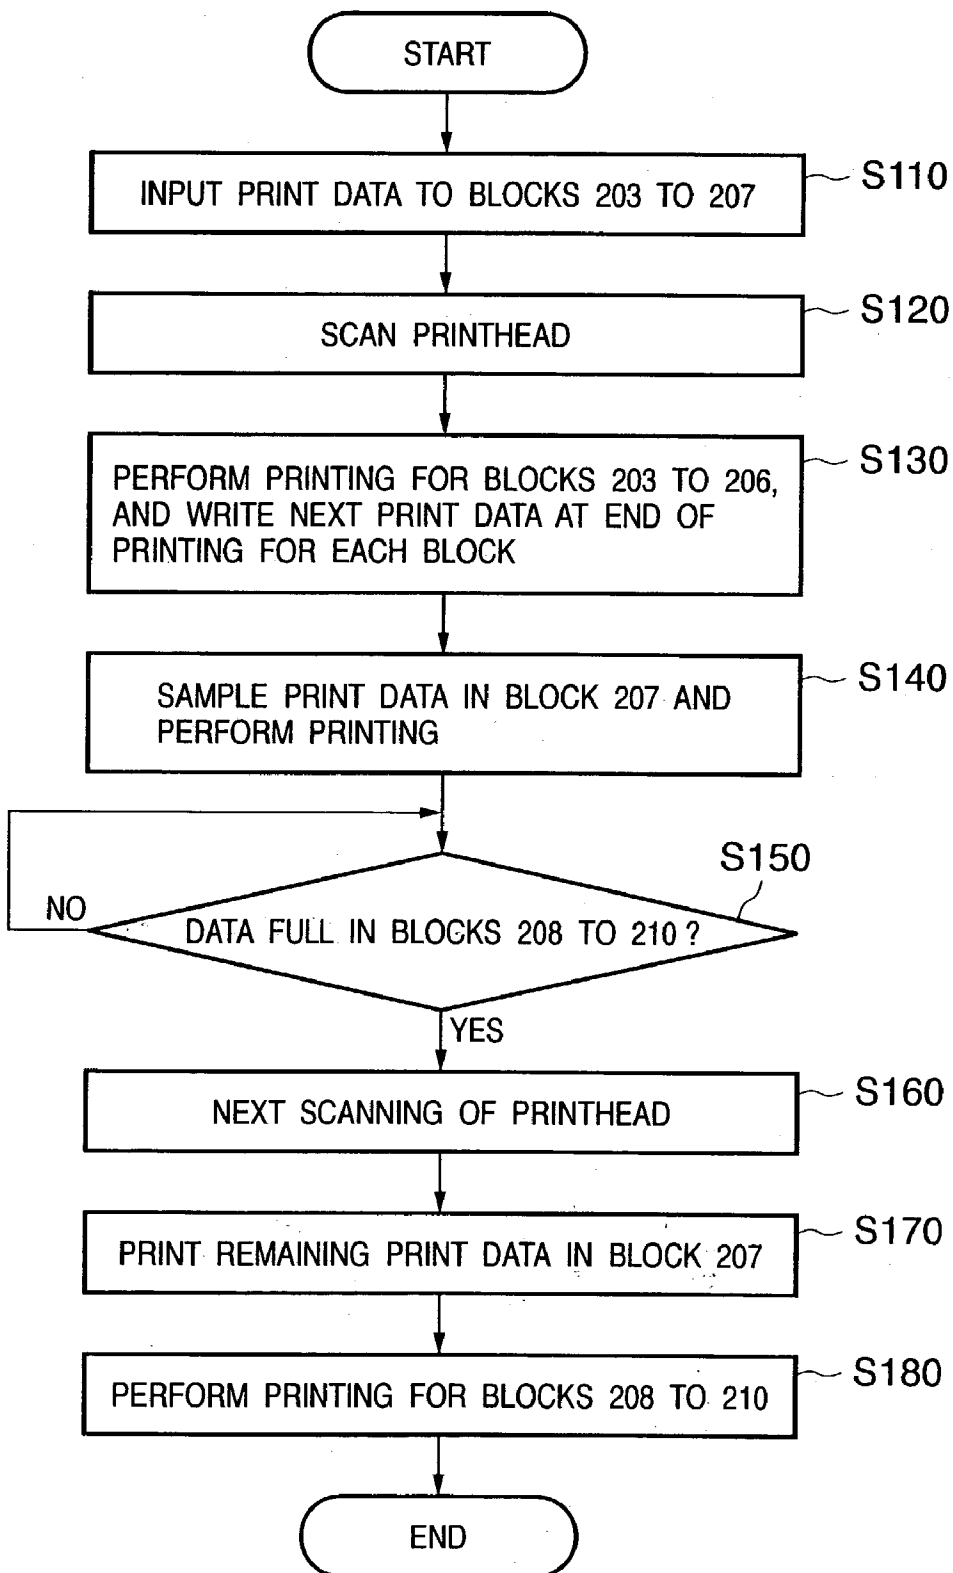 START
INPUT PRINT DATA TO BLOCKS 203 TO 207
S110
SCAN PRINTHEAD
S120
PERFORM PRINTING FOR BLOCKS 203 TO 206,
AND WRITE NEXT PRINT DATA AT END OF
PRINTING FOR EACH BLOCK
S130
SAMPLE PRINT DATA IN BLOCK 207 AND
PERFORM PRINTING
S140
S150
NO
DATA FULL IN BLOCKS 208 TO 210 ?
YES
NEXT SCANNING OF PRINTHEAD
S160
PRINT REMAINING PRINT DATA IN BLOCK 207
S170
PERFORM PRINTING FOR BLOCKS 208 TO 210
S180
END